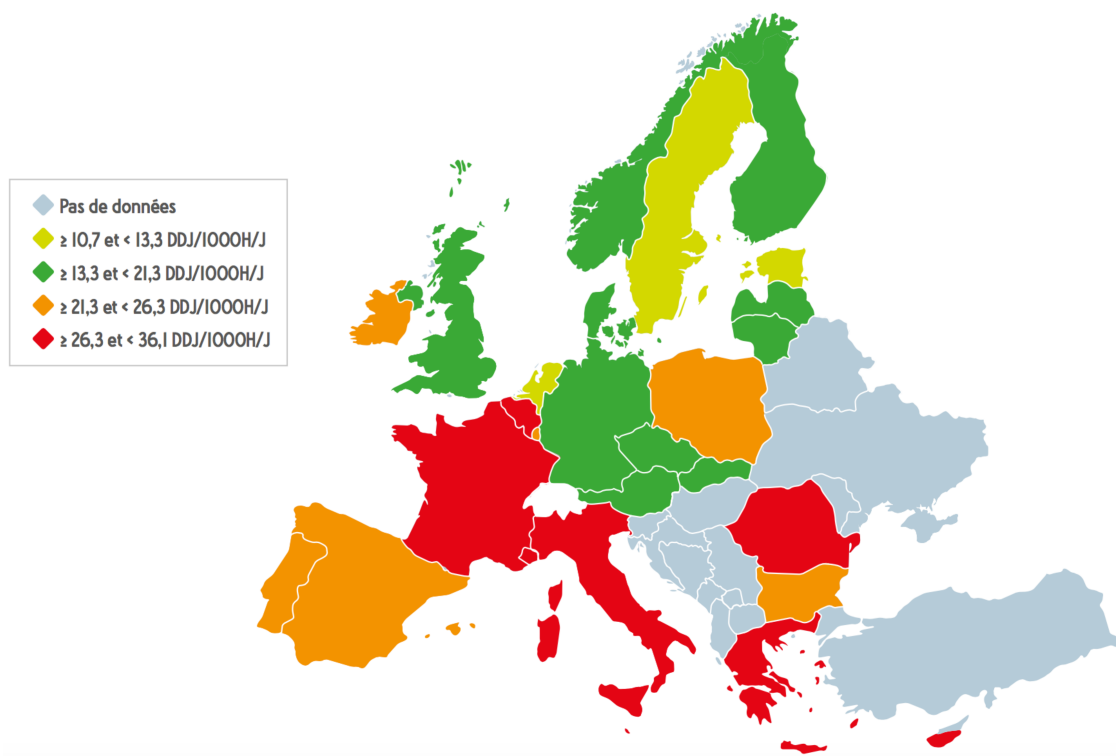 Pas de données
≥ 10,7 et < 13,3 DDJ/1000H/J
≥ 13,3 et < 21,3 DDJ/1000H/J
≥ 21,3 et < 26,3 DDJ/1000H/J
≥ 26,3 et < 36,1 DDJ/1000H/J